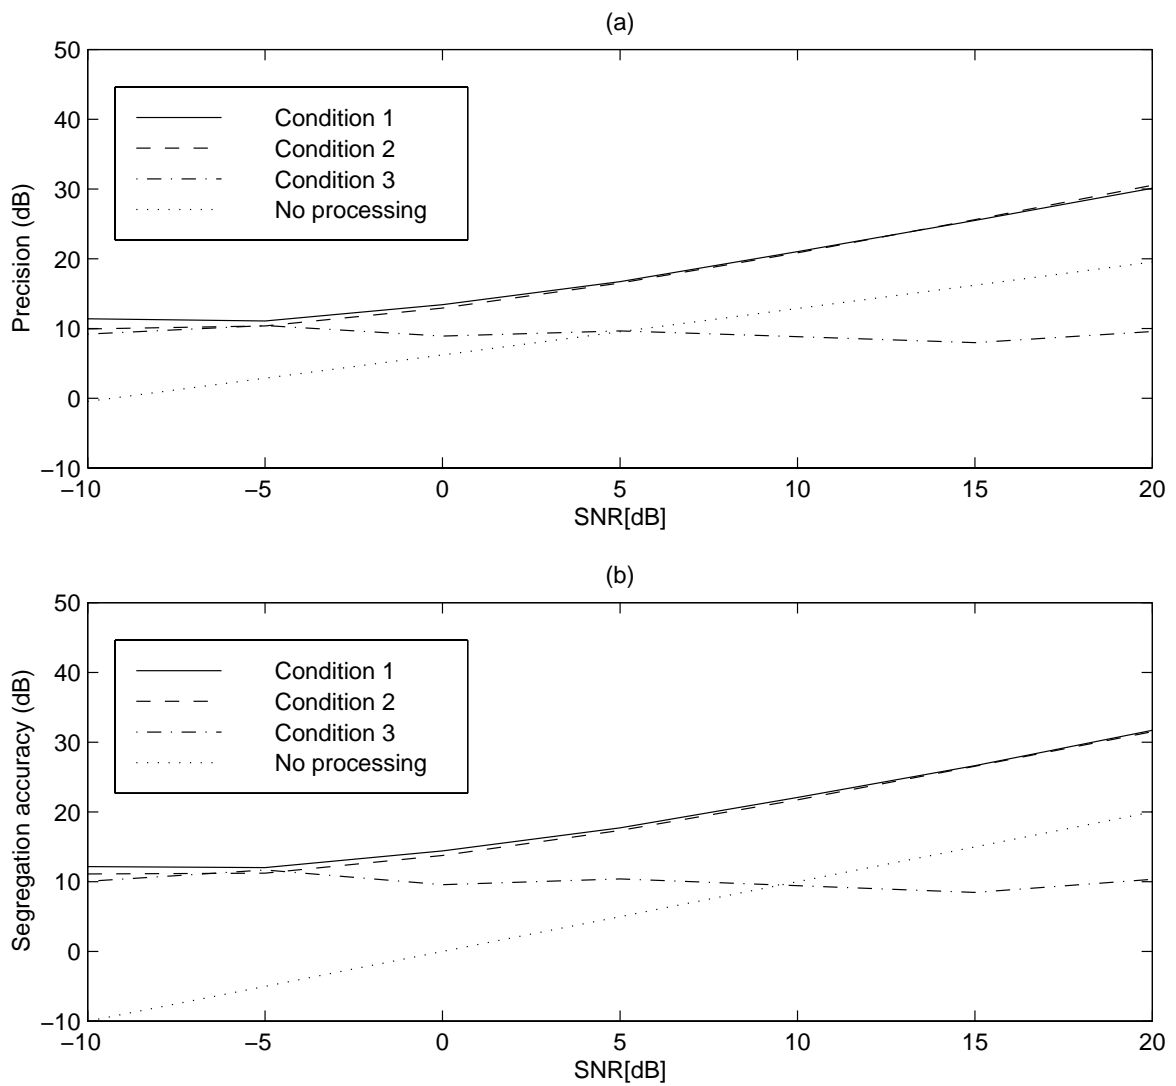 (a)
50
40
30
20
10
0
−10
Precision (dB)
Condition 1
Condition 2
Condition 3
No processing
−10 −5 0 5 10 15 20
SNR[dB]
(b)
50
40
30
20
10
0
−10
Segregation accuracy (dB)
Condition 1
Condition 2
Condition 3
No processing
−10 −5 0 5 10 15 20
SNR[dB]